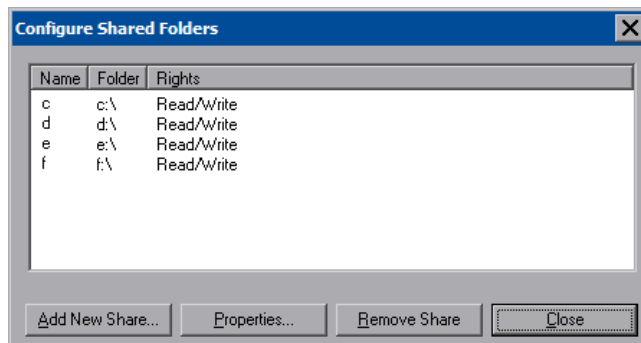 Configure Shared Folders
Name Folder Rights
c c:\ Read/Write
d d:\ Read/Write
e e:\ Read/Write
f f:\ Read/Write
Add New Share... Properties... Remove Share Close